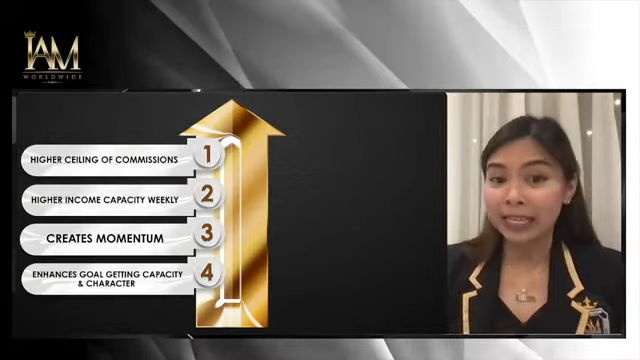 IAM
WORLDWIDE
HIGHER CEILING OF COMMISSIONS
1
HIGHER INCOME CAPACITY WEEKLY
2
CREATES MOMENTUM
3
ENHANCES GOAL GETTING CAPACITY
& CHARACTER
4
IAM